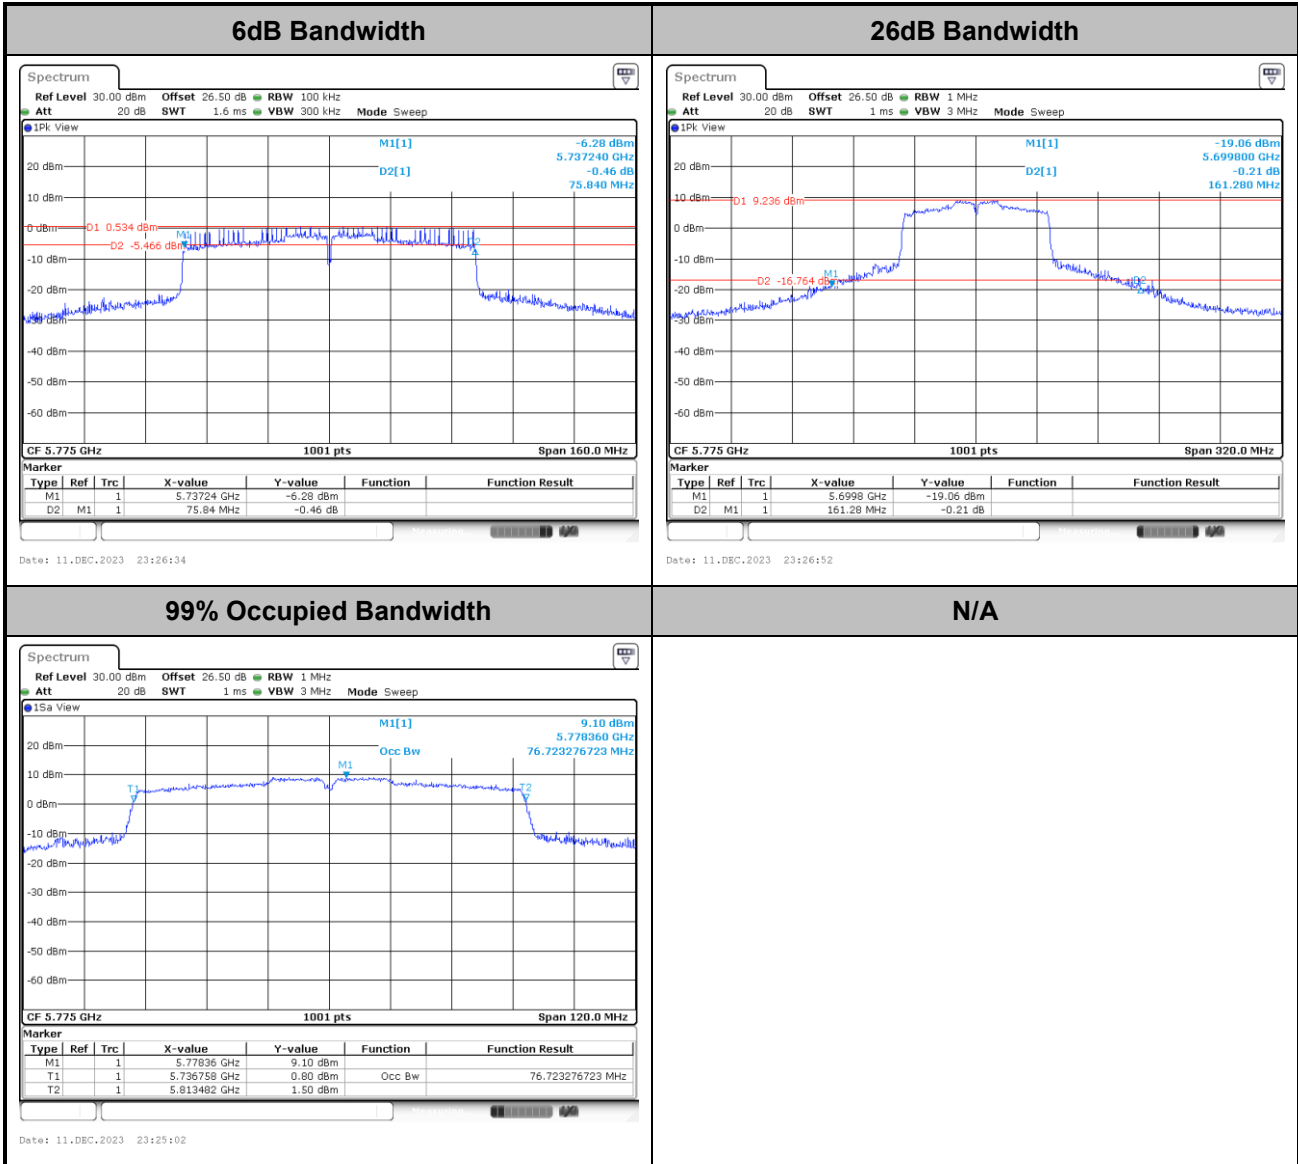 6dB Bandwidth
26dB Bandwidth
Spectrum
Ref Level 30.00 dBm Offset 26.50 dB RBW 100 kHz
Att 20 dB SWT 1.6 ms VBW 300 kHz Mode Sweep
1Pk View
M1[1] -6.28 dBm
5.737240 GHz
D2[1] -0.46 dB
75.840 MHz
20 dBm
10 dBm
0 dBm
D1 0.534 dBm
M1
D2 -5.466 dBm
D2
-10 dBm
-20 dBm
-30 dBm
-40 dBm
-50 dBm
-60 dBm
CF 5.775 GHz 1001 pts Span 160.0 MHz
Marker
Type Ref Trc X-value Y-value Function Function Result
M1 1 5.73724 GHz -6.28 dBm
D2 M1 1 75.84 MHz -0.46 dB
Date: 11.DEC.2023 23:26:34
Spectrum
Ref Level 30.00 dBm Offset 26.50 dB RBW 1 MHz
Att 20 dB SWT 1 ms VBW 3 MHz Mode Sweep
1Pk View
M1[1] -19.06 dBm
5.699800 GHz
D2[1] -0.21 dB
161.280 MHz
20 dBm
10 dBm
D1 9.236 dBm
0 dBm
-10 dBm
M1
D2 -16.764 dBm
D2
-20 dBm
-30 dBm
-40 dBm
-50 dBm
-60 dBm
CF 5.775 GHz 1001 pts Span 320.0 MHz
Marker
Type Ref Trc X-value Y-value Function Function Result
M1 1 5.6998 GHz -19.06 dBm
D2 M1 1 161.28 MHz -0.21 dB
Date: 11.DEC.2023 23:26:52
99% Occupied Bandwidth
N/A
Spectrum
Ref Level 30.00 dBm Offset 26.50 dB RBW 1 MHz
Att 20 dB SWT 1 ms VBW 3 MHz Mode Sweep
1Sa View
M1[1] 9.10 dBm
5.778360 GHz
Occ Bw 76.723276723 MHz
20 dBm
M1
10 dBm
T1
T2
0 dBm
-10 dBm
-20 dBm
-30 dBm
-40 dBm
-50 dBm
-60 dBm
CF 5.775 GHz 1001 pts Span 120.0 MHz
Marker
Type Ref Trc X-value Y-value Function Function Result
M1 1 5.77836 GHz 9.10 dBm
T1 1 5.736758 GHz 0.80 dBm Occ Bw 76.723276723 MHz
T2 1 5.813482 GHz 1.50 dBm
Date: 11.DEC.2023 23:25:02